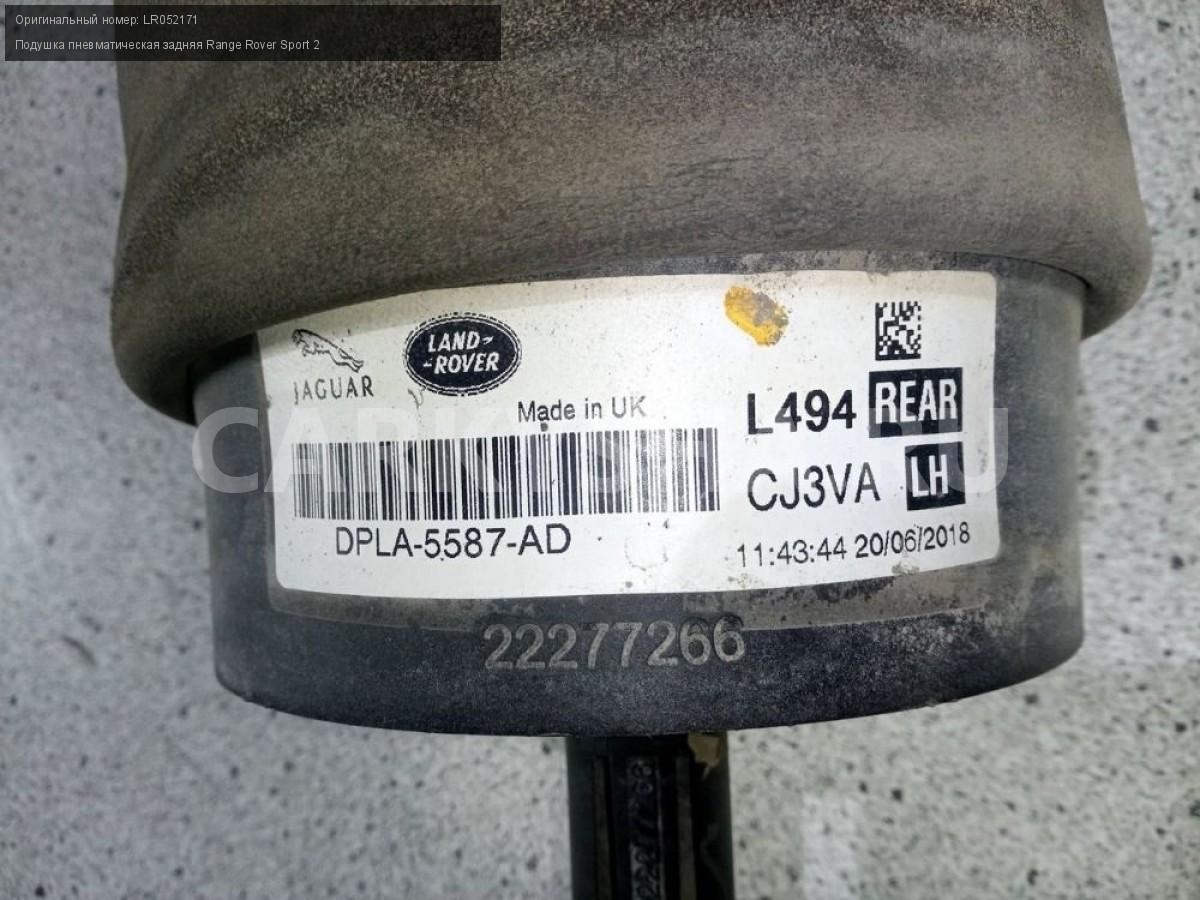 Оригинальный номер: LR052171
Подушка пневматическая задняя Range Rover Sport 2
JAGUAR
LAND-
-ROVER
Made in UK
L494 REAR
CJ3VA LH
DPLA-5587-AD
11:43:44 20/06/2018
22277266